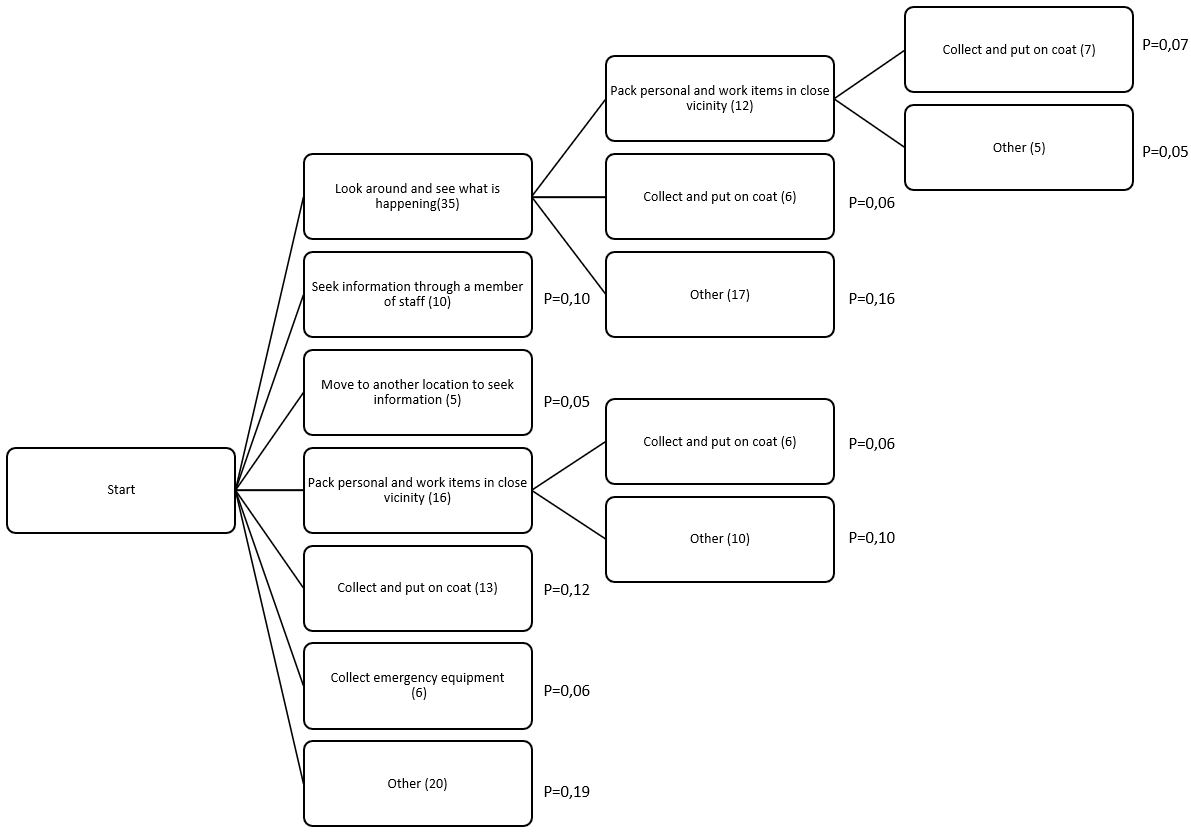 Start
Look around and see what is
happening(35)
Seek information through a member
of staff (10)
P=0,10
Move to another location to seek
information (5)
P=0,05
Pack personal and work items in close
vicinity (16)
Collect and put on coat (13)
P=0,12
Collect emergency equipment
(6)
P=0,06
Other (20)
P=0,19
Pack personal and work items in close
vicinity (12)
Collect and put on coat (6)
P=0,06
Other (17)
P=0,16
Collect and put on coat (6)
P=0,06
Other (10)
P=0,10
Collect and put on coat (7)
P=0,07
Other (5)
P=0,05